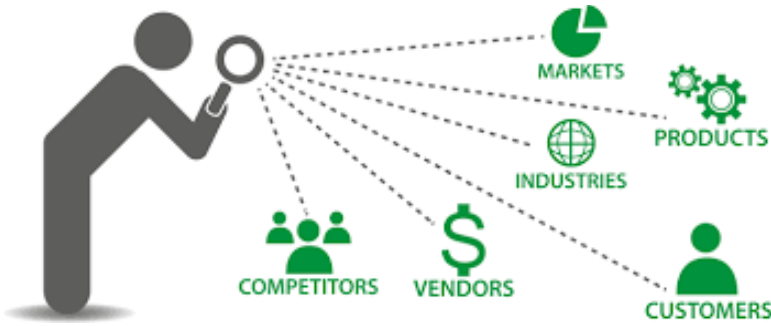 MARKETS
PRODUCTS
INDUSTRIES
COMPETITORS
VENDORS
CUSTOMERS